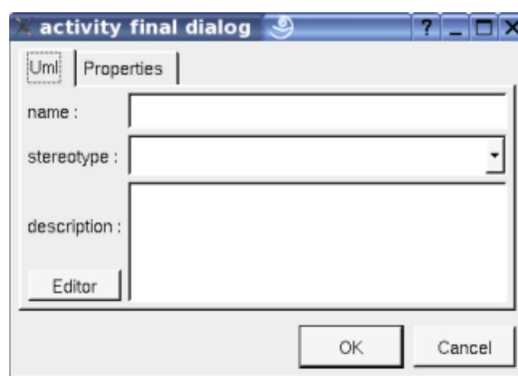 activity final dialog ?
Uml Properties
name :
stereotype :
description :
Editor
OK Cancel